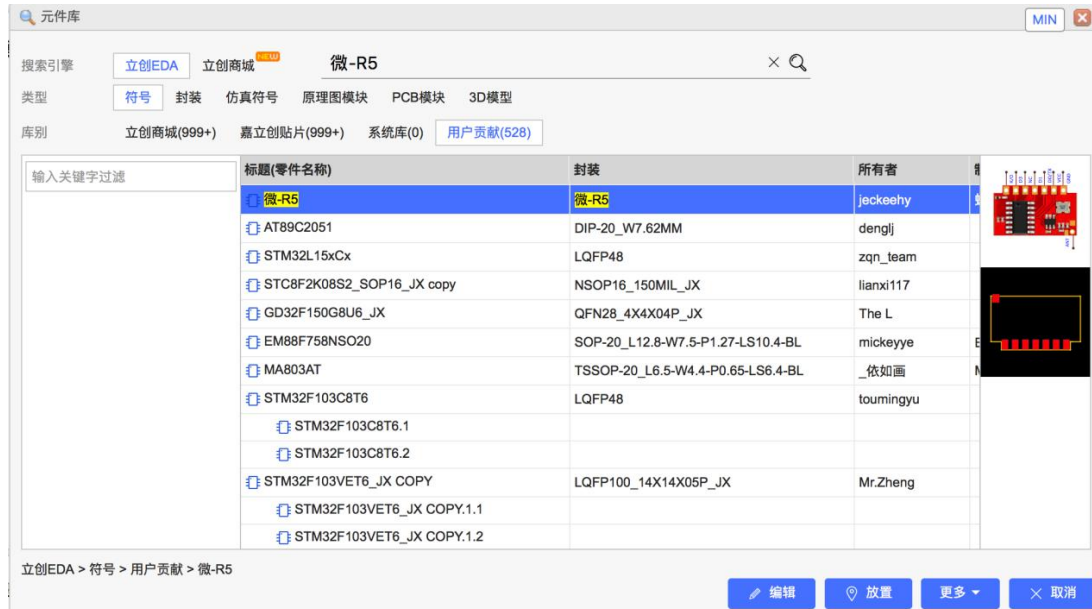 元件库 MIN
搜索引擎 立创EDA 立创商城 NEW 微-R5
类型 符号 封装 仿真符号 原理图模块 PCB模块 3D模型
库别 立创商城(999+) 嘉立创贴片(999+) 系统库(0) 用户贡献(528)
输入关键字过滤
标题(零件名称) 封装 所有者
微-R5 微-R5 jeckeehy
AT89C2051 DIP-20_W7.62MM denglj
STM32L15xCx LQFP48 zqn_team
STC8F2K08S2_SOP16_JX copy NSOP16_150MIL_JX lianxi117
GD32F150G8U6_JX QFN28_4X4X04P_JX The L
EM88F758NSO20 SOP-20_L12.8-W7.5-P1.27-LS10.4-BL mickeyye
MA803AT TSSOP-20_L6.5-W4.4-P0.65-LS6.4-BL _依如画
STM32F103C8T6 LQFP48 toumingyu
STM32F103C8T6.1
STM32F103C8T6.2
STM32F103VET6_JX COPY LQFP100_14X14X05P_JX Mr.Zheng
STM32F103VET6_JX COPY.1.1
STM32F103VET6_JX COPY.1.2
立创EDA > 符号 > 用户贡献 > 微-R5
编辑 放置 更多 取消